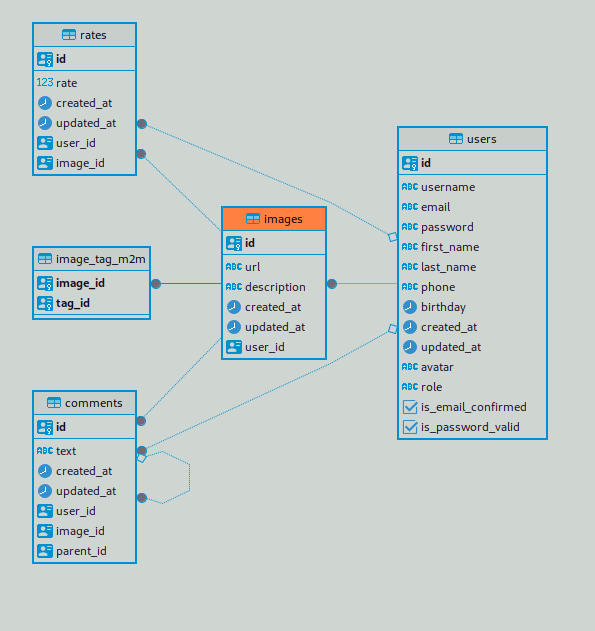 rates
id
123 rate
created_at
updated_at
user_id
image_id
users
id
ABC username
ABC email
ABC password
ABC first_name
ABC last_name
ABC phone
birthday
created_at
updated_at
ABC avatar
ABC role
is_email_confirmed
is_password_valid
images
id
ABC url
ABC description
created_at
updated_at
user_id
image_tag_m2m
image_id
tag_id
comments
id
ABC text
created_at
updated_at
user_id
image_id
parent_id